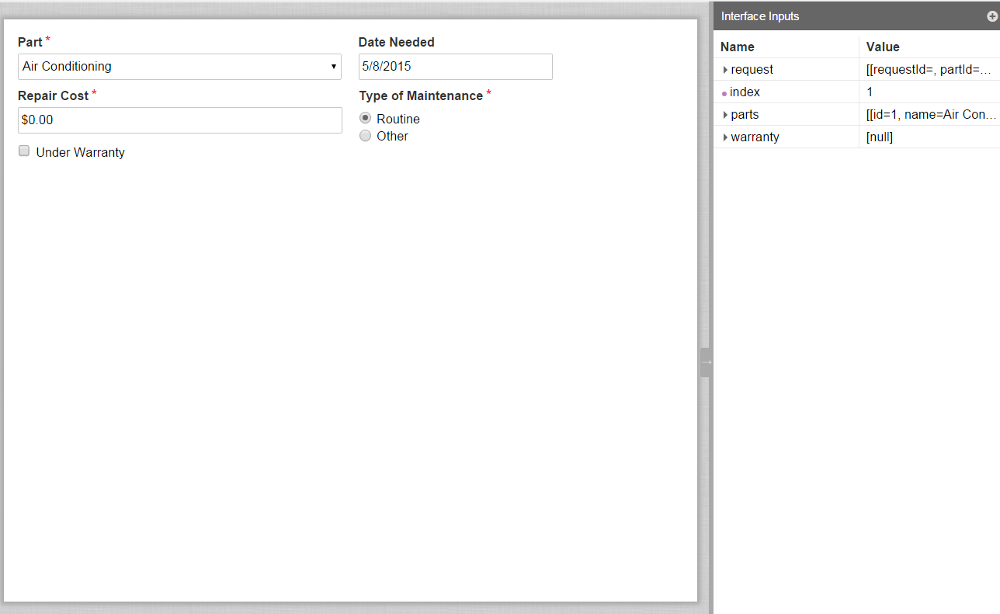 Part *
Air Conditioning
Date Needed
5/8/2015
Repair Cost *
$0.00
Type of Maintenance *
Routine
Other
Under Warranty
Interface Inputs
Name Value
request [[requestId=, partId=...
index 1
parts [[id=1, name=Air Con...
warranty [null]